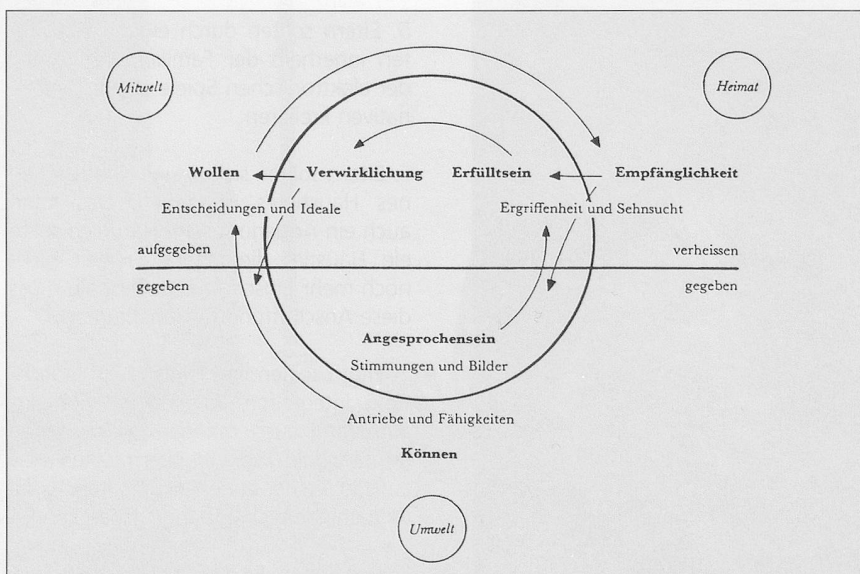 Mitwelt
Heimat
Wollen Verwirklichung Erfülltsein Empfänglichkeit
Entscheidungen und Ideale Ergriffenheit und Sehnsucht
aufgegeben verheissen
gegeben gegeben
Angesprochensein
Stimmungen und Bilder
Antriebe und Fähigkeiten
Können
Umwelt